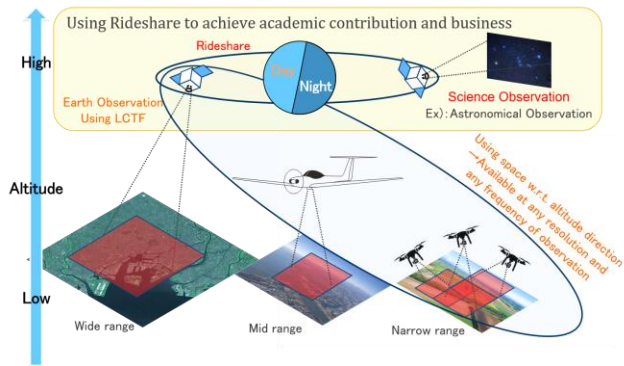 Using Rideshare to achieve academic contribution and business
High
Rideshare
Day
Night
Earth Observation
Using LCTF
Science Observation
Ex）: Astronomical Observation
Altitude
Using space w.r.t. altitude direction
→Available at any resolution and
any frequency of observation
Low
Wide range
Mid range
Narrow range